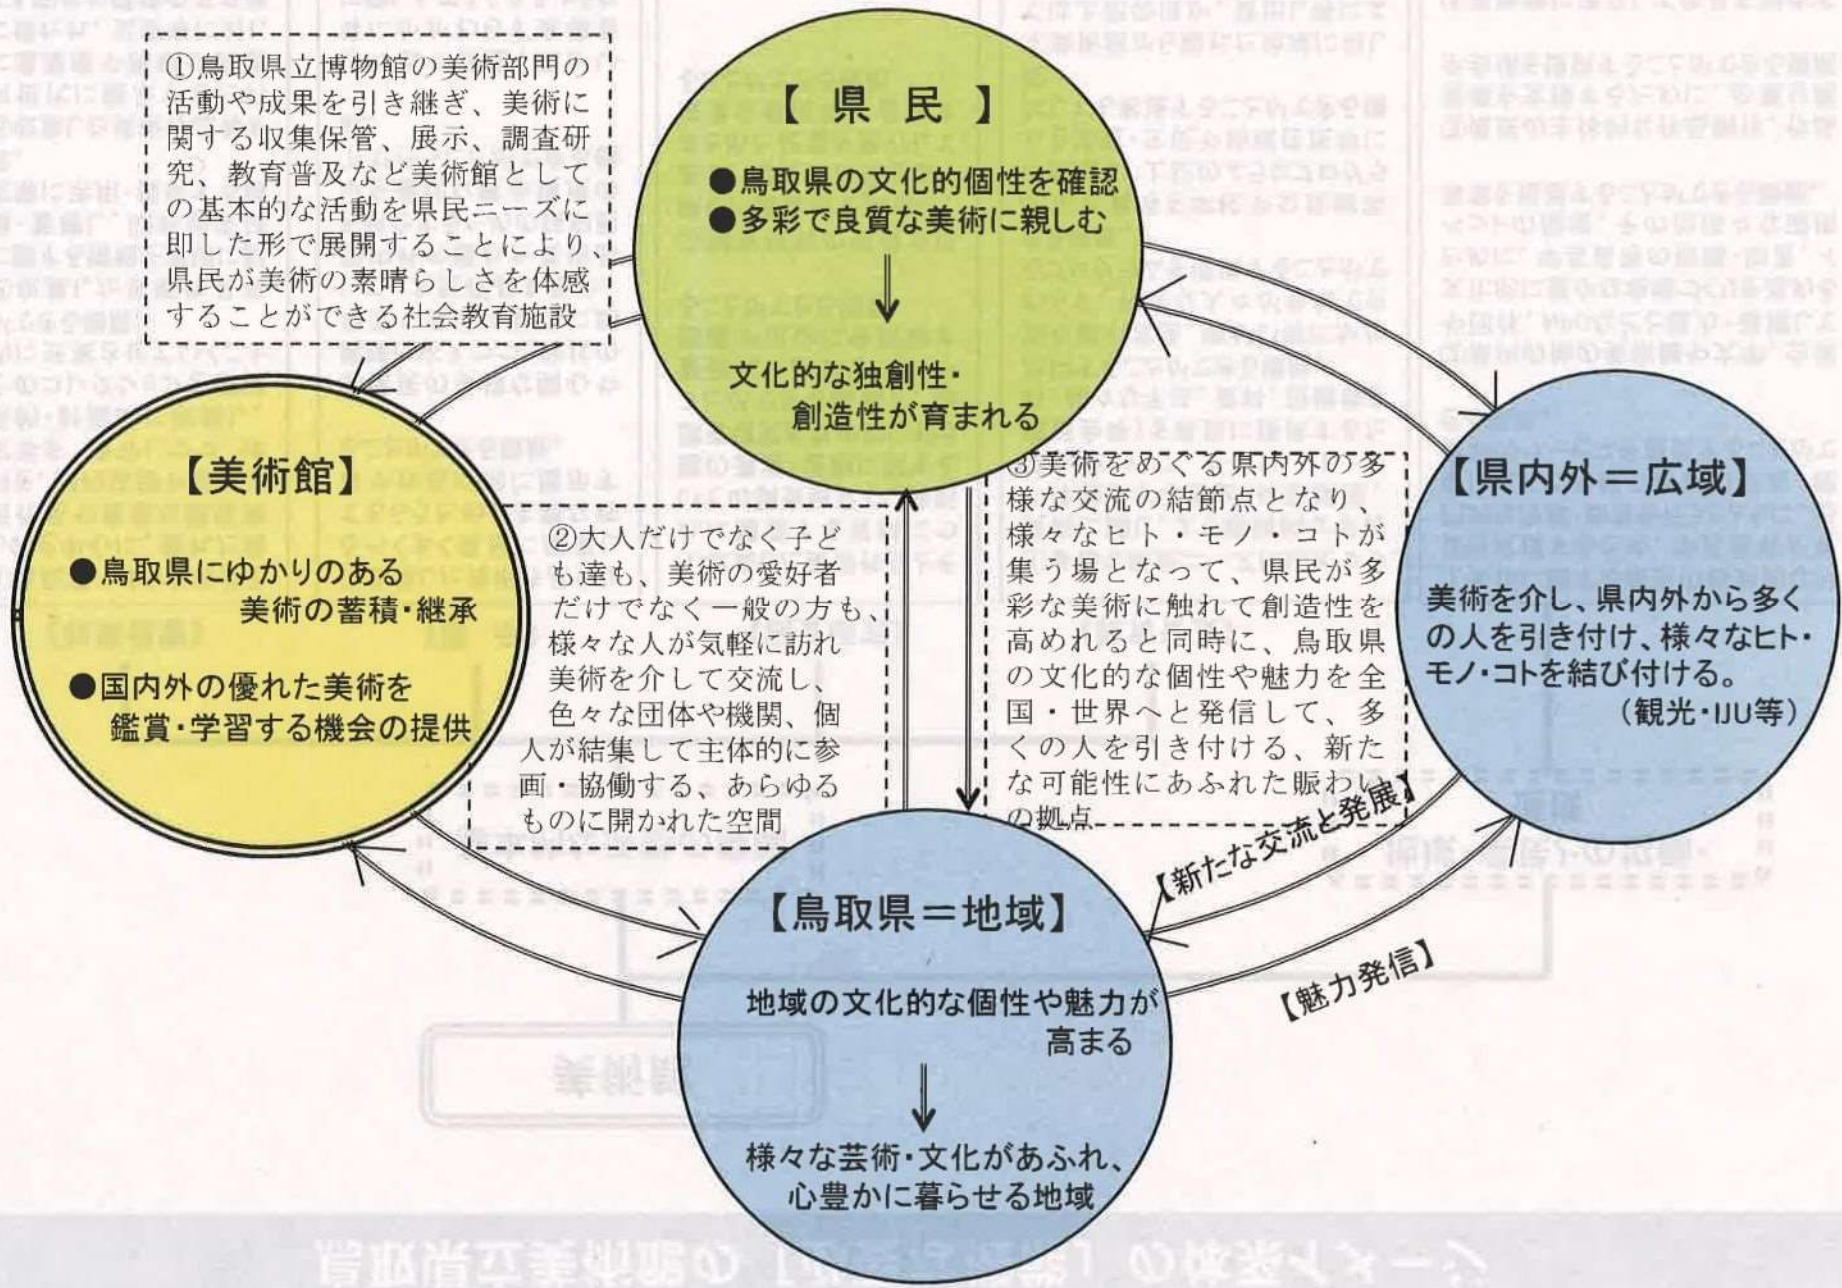 ①鳥取県立博物館の美術部門の
活動や成果を引き継ぎ、美術に
関する収集保管、展示、調査研
究、教育普及など美術館として
の基本的な活動を県民ニーズに
即した形で展開することにより、
県民が美術の素晴らしさを体感
することができる社会教育施設
【 県 民 】
●鳥取県の文化的個性を確認
●多彩で良質な美術に親しむ
文化的な独創性・
創造性が育まれる
【美術館】
●鳥取県にゆかりのある
美術の蓄積・継承
●国内外の優れた美術を
鑑賞・学習する機会の提供
②大人だけでなく子ど
も達も、美術の愛好者
だけでなく一般の方も、
様々な人が気軽に訪れ
美術を介して交流し、
色々な団体や機関、個
人が結集して主体的に参
画・協働する、あらゆる
ものに開かれた空間
③美術をめぐる県内外の多
様な交流の結節点となり、
様々なヒト・モノ・コトが
集う場となって、県民が多
彩な美術に触れて創造性を
高めれると同時に、鳥取県
の文化的な個性や魅力を全
国・世界へと発信して、多
くの人を引き付ける、新た
な可能性にあふれた賑わい
の拠点
【県内外＝広域】
美術を介し、県内外から多く
の人を引き付け、様々なヒト・
モノ・コトを結び付ける。
（観光・IJU等）
【新たな交流と発展】
【魅力発信】
【鳥取県＝地域】
地域の文化的な個性や魅力が
高まる
様々な芸術・文化があふれ、
心豊かに暮らせる地域